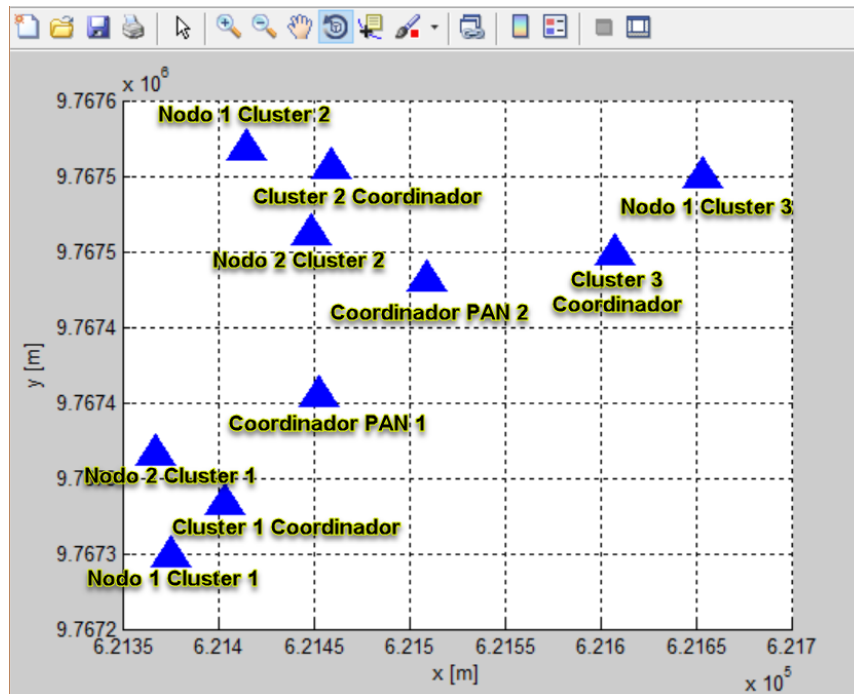 x 10^6
9.7676
Nodo 1 Cluster 2
9.7675
Cluster 2 Coordinador
Nodo 1 Cluster 3
9.7675
Nodo 2 Cluster 2
Cluster 3
Coordinador
Coordinador PAN 2
9.7674
y [m]
9.7674
Coordinador PAN 1
Nodo 2 Cluster 1
Cluster 1 Coordinador
9.7673
Nodo 1 Cluster 1
9.7672
6.2135 6.214 6.2145 6.215 6.2155 6.216 6.2165 6.217
x [m]
x 10^5